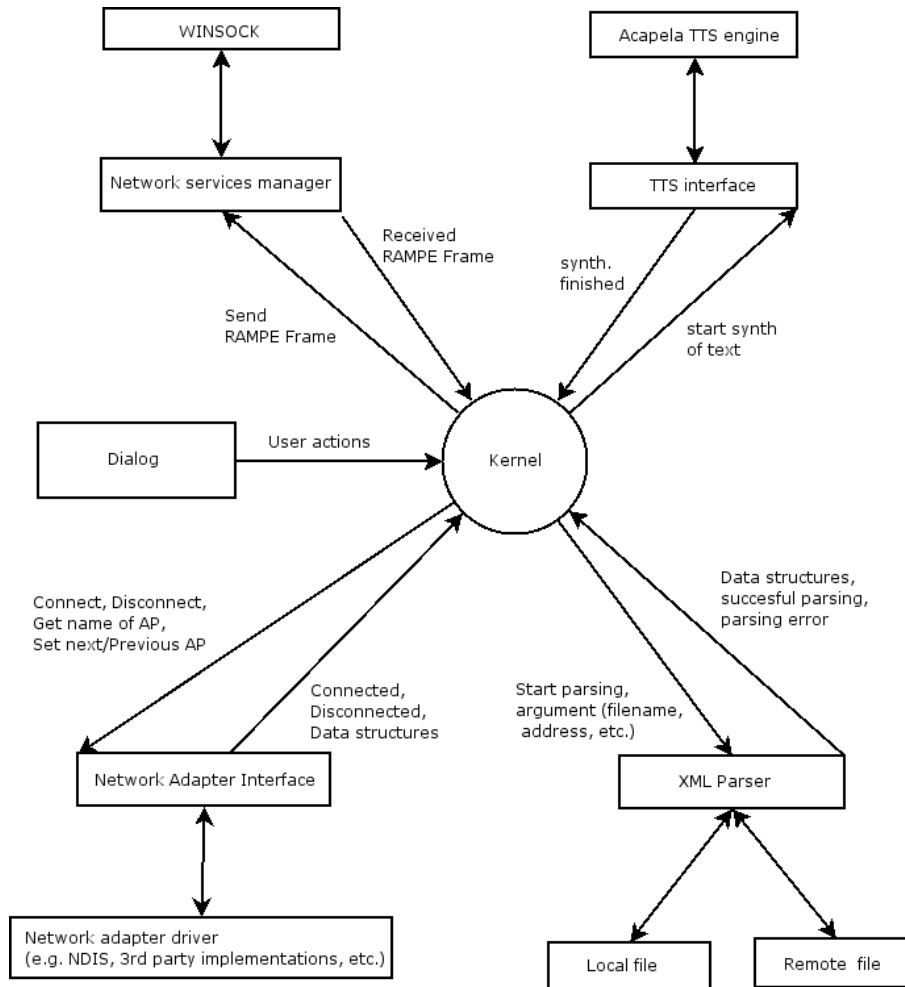 WINSOCK
Acapela TTS engine
Network services manager
TTS interface
Received
RAMPE Frame
synth.
finished
Send
RAMPE Frame
start synth
of text
User actions
Dialog
Kernel
Connect, Disconnect,
Get name of AP,
Set next/Previous AP
Data structures,
succesful parsing,
parsing error
Connected,
Disconnected,
Data structures
Start parsing,
argument (filename,
address, etc.)
Network Adapter Interface
XML Parser
Network adapter driver
(e.g. NDIS, 3rd party implementations, etc.)
Local file
Remote file